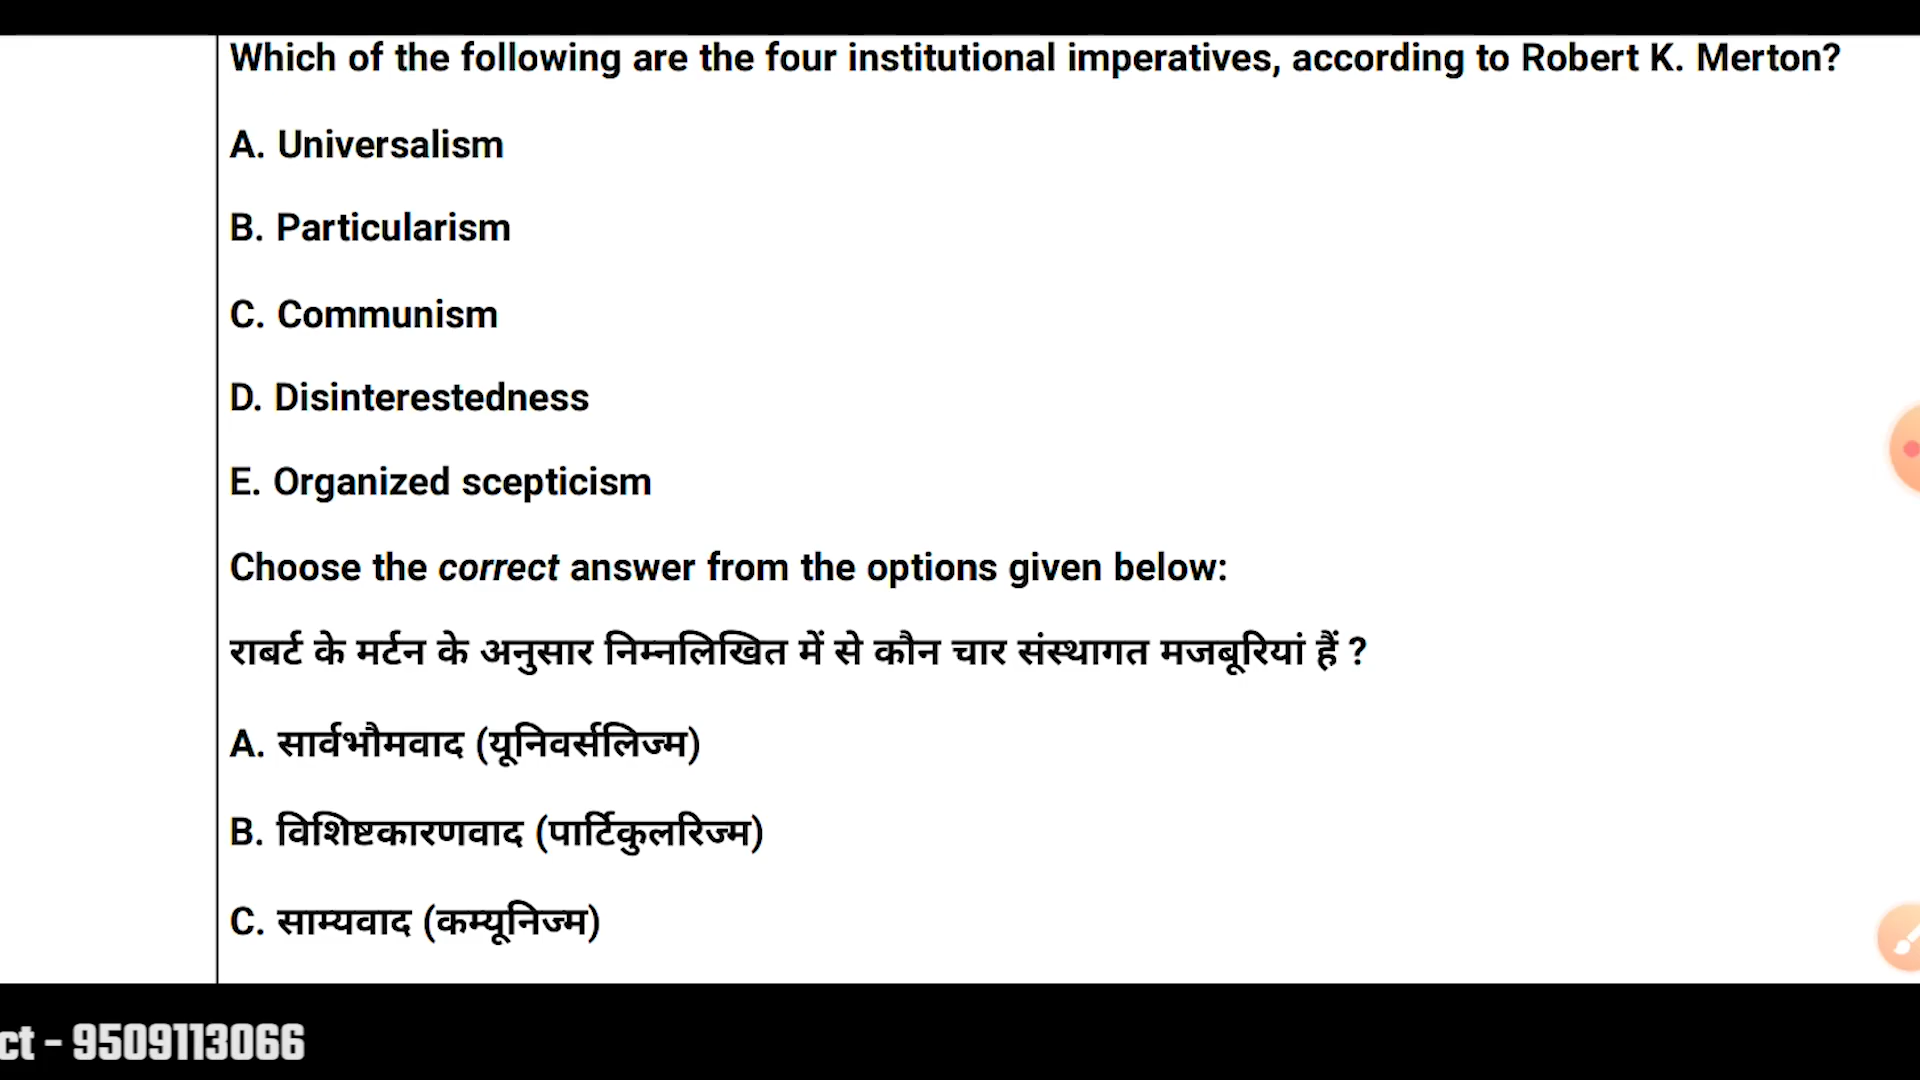 Which of the following are the four institutional imperatives, according to Robert K. Merton?
A. Universalism
B. Particularism
C. Communism
D. Disinterestedness
E. Organized scepticism
Choose the correct answer from the options given below:
राबर्ट के मर्टन के अनुसार निम्नलिखित में से कौन चार संस्थागत मजबूरियां हैं ?
A. सार्वभौमवाद (यूनिवर्सलिज्म)
B. विशिष्टकारणवाद (पार्टिकुलरिज्म)
C. साम्यवाद (कम्यूनिज्म)
ct - 9509113066